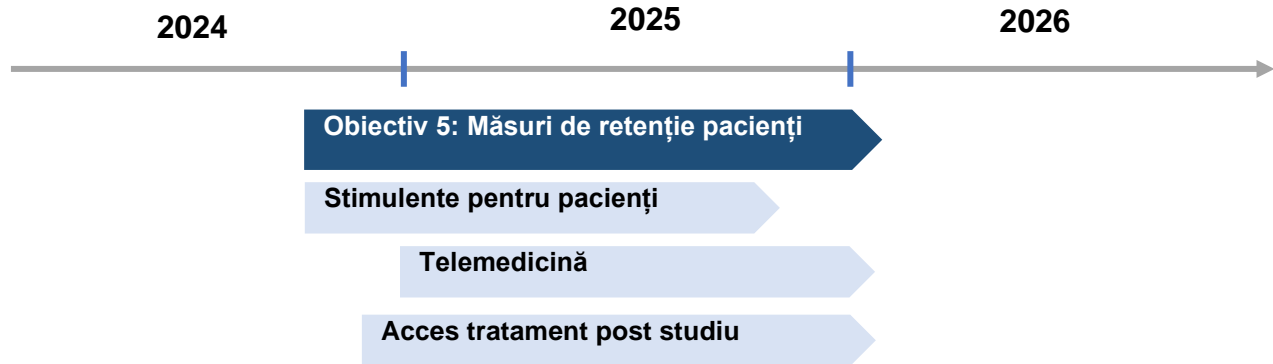 2024
2025
2026
Obiectiv 5: Măsuri de retenție pacienți
Stimulente pentru pacienți
Telemedicină
Acces tratament post studiu